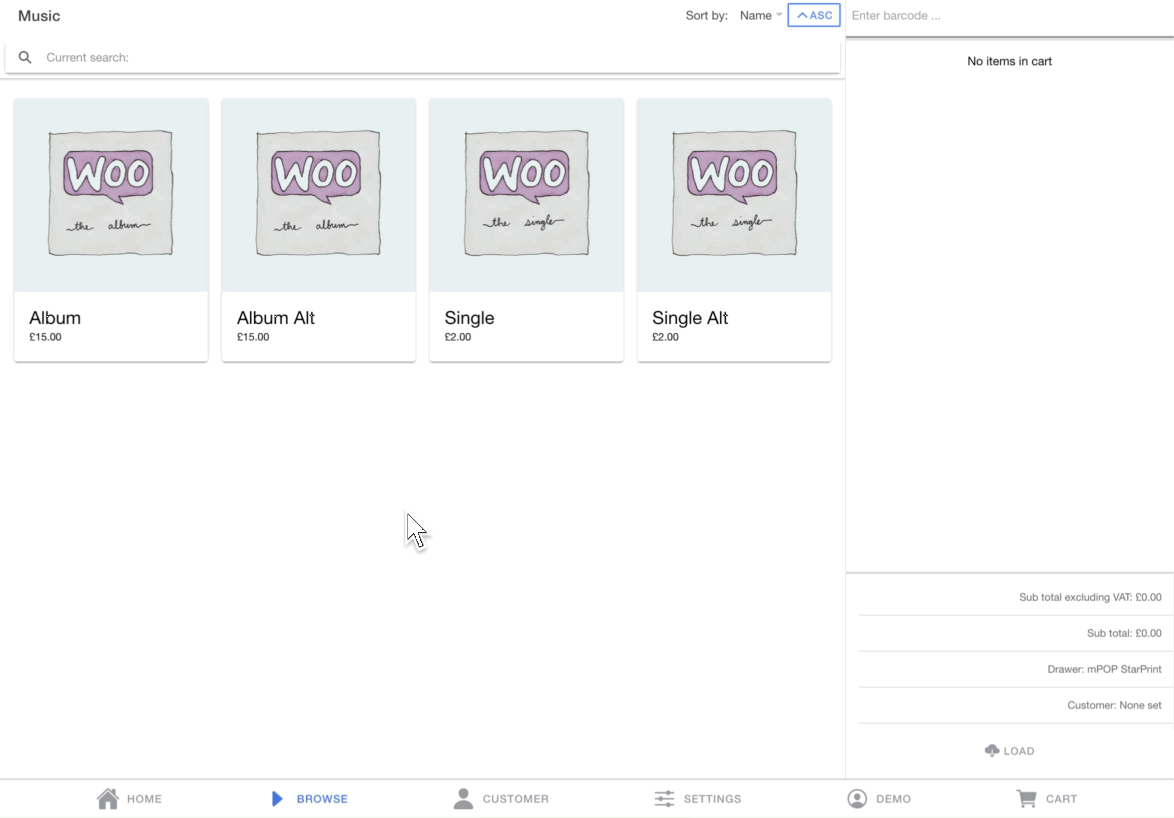 Music
Sort by: Name ASC
Enter barcode ...
Current search:
No items in cart
WOO WOO WOO WOO
the album the album the single the single
Album Album Alt Single Single Alt
£15.00 £15.00 £2.00 £2.00
Sub total excluding VAT: £0.00
Sub total: £0.00
Drawer: mPOP StarPrint
Customer: None set
LOAD
HOME BROWSE CUSTOMER SETTINGS DEMO CART